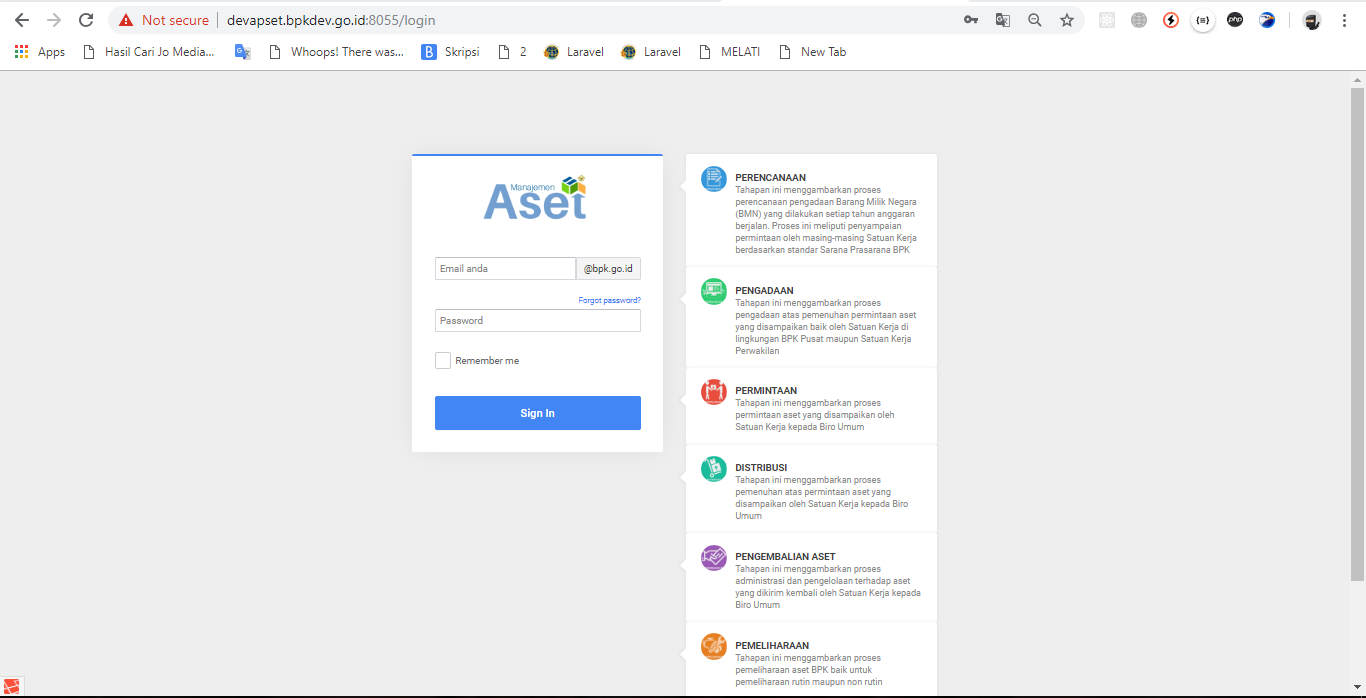 Not secure
devapset.bpkdev.go.id:8055/login
Apps
Hasil Cari Jo Media...
Whoops! There was...
B Skripsi
2
Laravel
Laravel
MELATI
New Tab
php
Manajemen
Aset
Email anda
@bpk.go.id
Forgot password?
Password
Remember me
Sign In
PERENCANAAN
Tahapan ini menggambarkan proses
perencanaan pengadaan Barang Milik Negara
(BMN) yang dilakukan setiap tahun anggaran
berjalan. Proses ini meliputi penyampaian
permintaan oleh masing-masing Satuan Kerja
berdasarkan standar Sarana Prasarana BPK
PENGADAAN
Tahapan ini menggambarkan proses
pengadaan atas pemenuhan permintaan aset
yang disampaikan baik oleh Satuan Kerja di
lingkungan BPK Pusat maupun Satuan Kerja
Perwakilan
PERMINTAAN
Tahapan ini menggambarkan proses
permintaan aset yang disampaikan oleh
Satuan Kerja kepada Biro Umum
DISTRIBUSI
Tahapan ini menggambarkan proses
pemenuhan atas permintaan aset yang
disampaikan oleh Satuan Kerja kepada Biro
Umum
PENGEMBALIAN ASET
Tahapan ini menggambarkan proses
administrasi dan pengelolaan terhadap aset
yang dikirim kembali oleh Satuan Kerja kepada
Biro Umum
PEMELIHARAAN
Tahapan ini menggambarkan proses
pemeliharaan aset BPK baik untuk
pemeliharaan rutin maupun non rutin